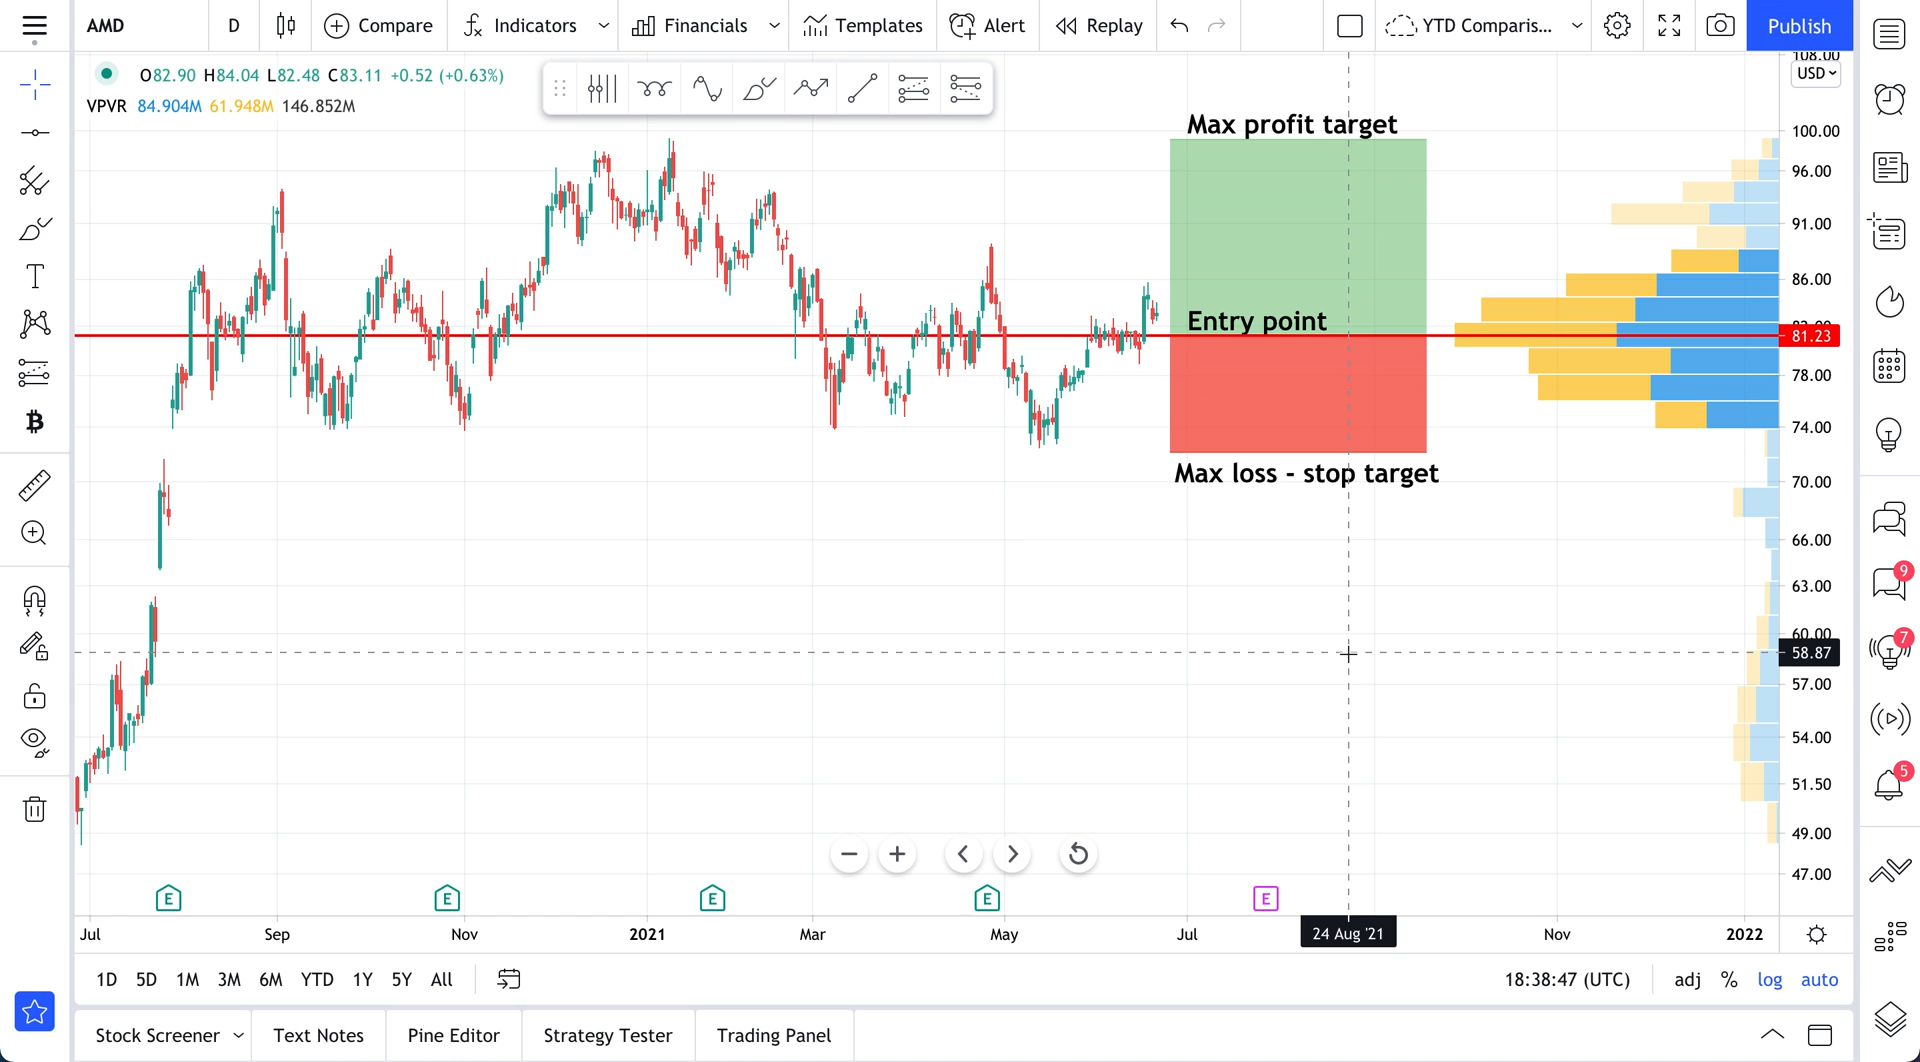 AMD D Compare Indicators Financials Templates Alert Replay YTD Comparis... Publish
O82.90 H84.04 L82.48 C83.11 +0.52 (+0.63%)
VPVR 84.904M 61.948M 146.852M
108.00
USD
Max profit target
100.00
96.00
91.00
86.00
Entry point
81.23
78.00
74.00
Max loss - stop target
70.00
66.00
63.00
60.00
58.87
57.00
54.00
51.50
49.00
47.00
9
7
5
E E E E E
Jul Sep Nov 2021 Mar May Jul 24 Aug '21 Nov 2022
1D 5D 1M 3M 6M YTD 1Y 5Y All 18:38:47 (UTC) adj % log auto
Stock Screener Text Notes Pine Editor Strategy Tester Trading Panel